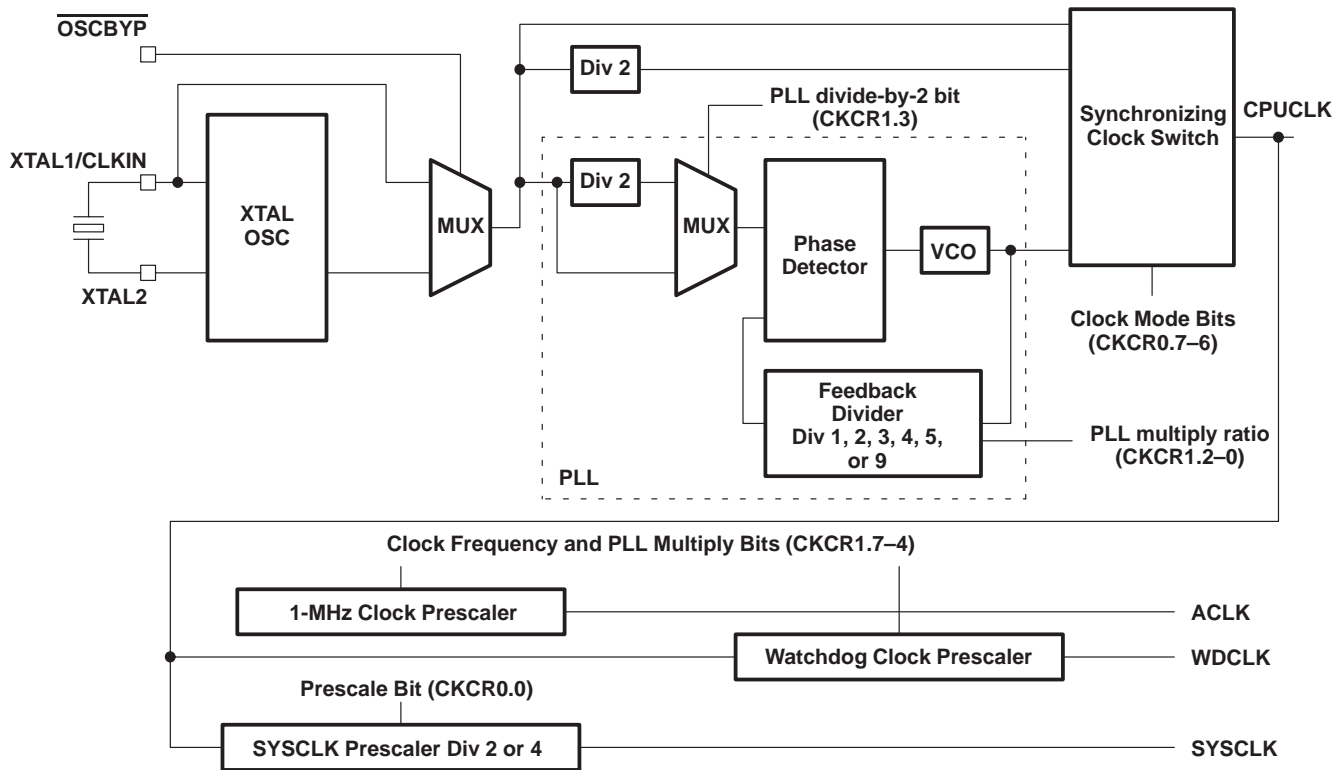 OSCBYP
XTAL1/CLKIN
XTAL2
XTAL
OSC
MUX
Div 2
Div 2
PLL divide-by-2 bit
(CKCR1.3)
MUX
Phase
Detector
VCO
Synchronizing
Clock Switch
CPUCLK
Clock Mode Bits
(CKCR0.7–6)
Feedback
Divider
Div 1, 2, 3, 4, 5,
or 9
PLL multiply ratio
(CKCR1.2–0)
PLL
Clock Frequency and PLL Multiply Bits (CKCR1.7–4)
1-MHz Clock Prescaler
ACLK
Watchdog Clock Prescaler
WDCLK
Prescale Bit (CKCR0.0)
SYSCLK Prescaler Div 2 or 4
SYSCLK